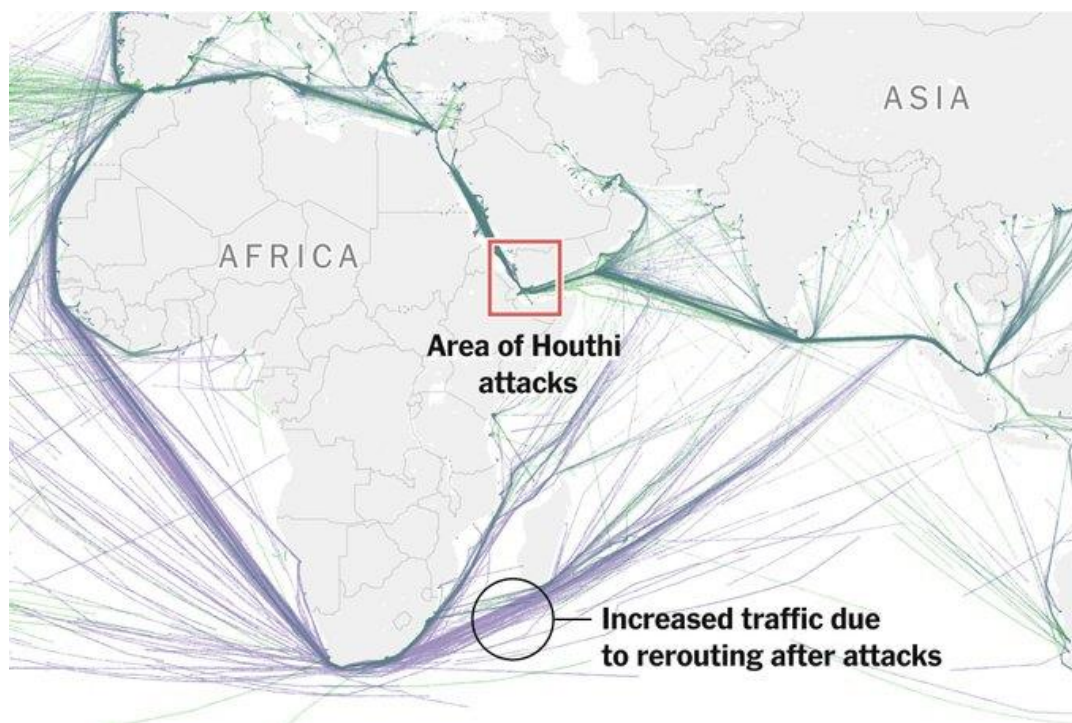 ASIA
AFRICA
Area of Houthi
attacks
Increased traffic due
to rerouting after attacks